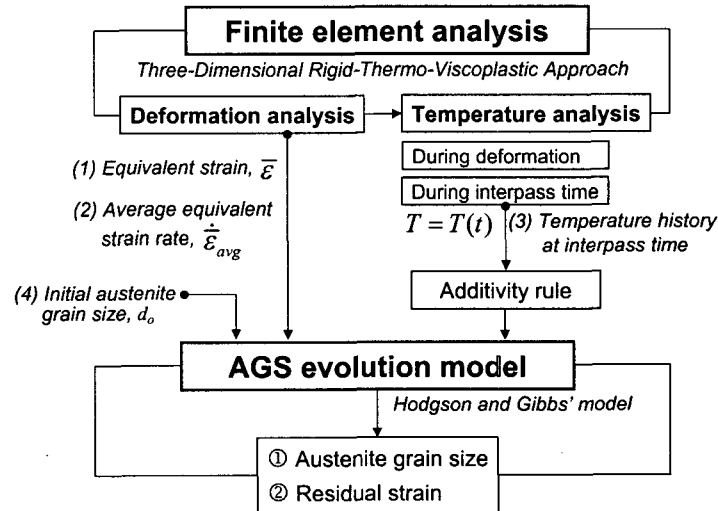 Finite element analysis
Three-Dimensional Rigid-Thermo-Viscoplastic Approach
Deformation analysis
Temperature analysis
During deformation
During interpass time
(1) Equivalent strain, ε̅
(2) Average equivalent
strain rate, ε̅̇avg
T = T(t)
(3) Temperature history
at interpass time
(4) Initial austenite
grain size, do
Additivity rule
AGS evolution model
Hodgson and Gibbs' model
① Austenite grain size
② Residual strain